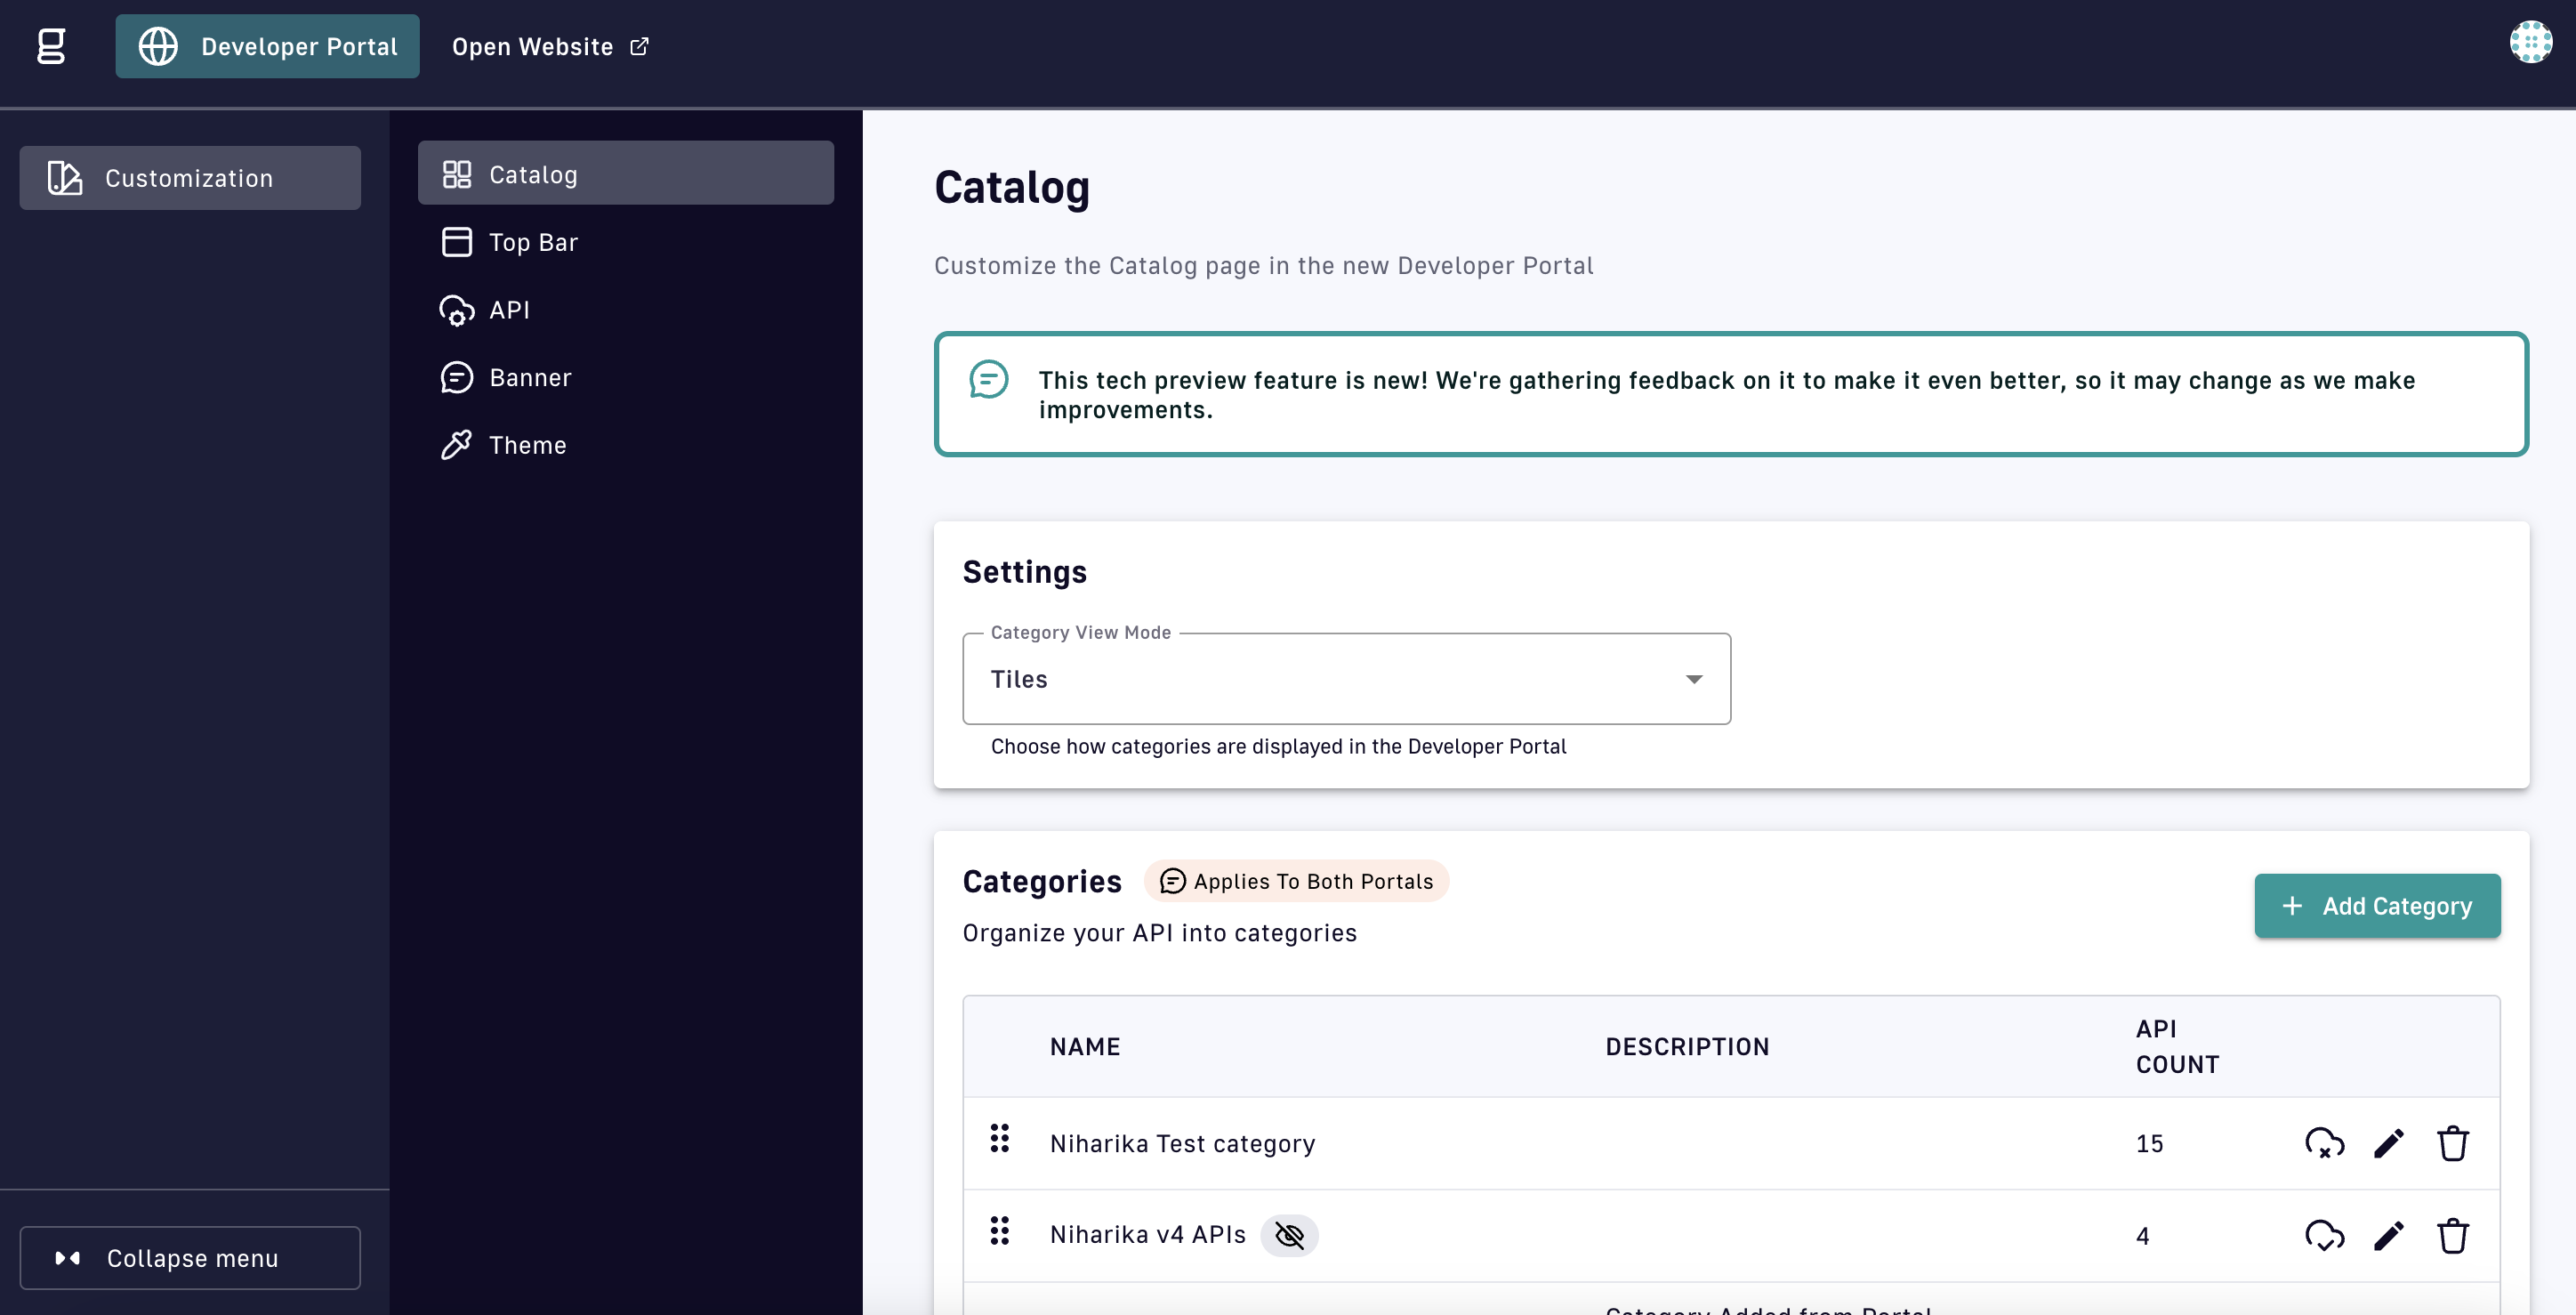 g
Developer Portal
Open Website
Customization
Catalog
Top Bar
API
Banner
Theme
Collapse menu
Catalog
Customize the Catalog page in the new Developer Portal
This tech preview feature is new! We're gathering feedback on it to make it even better, so it may change as we make
improvements.
Settings
Category View Mode
Tiles
Choose how categories are displayed in the Developer Portal
Categories
Applies To Both Portals
Organize your API into categories
+ Add Category
NAME
DESCRIPTION
API
COUNT
Niharika Test category
15
Niharika v4 APIs
4
Category Added from Portal